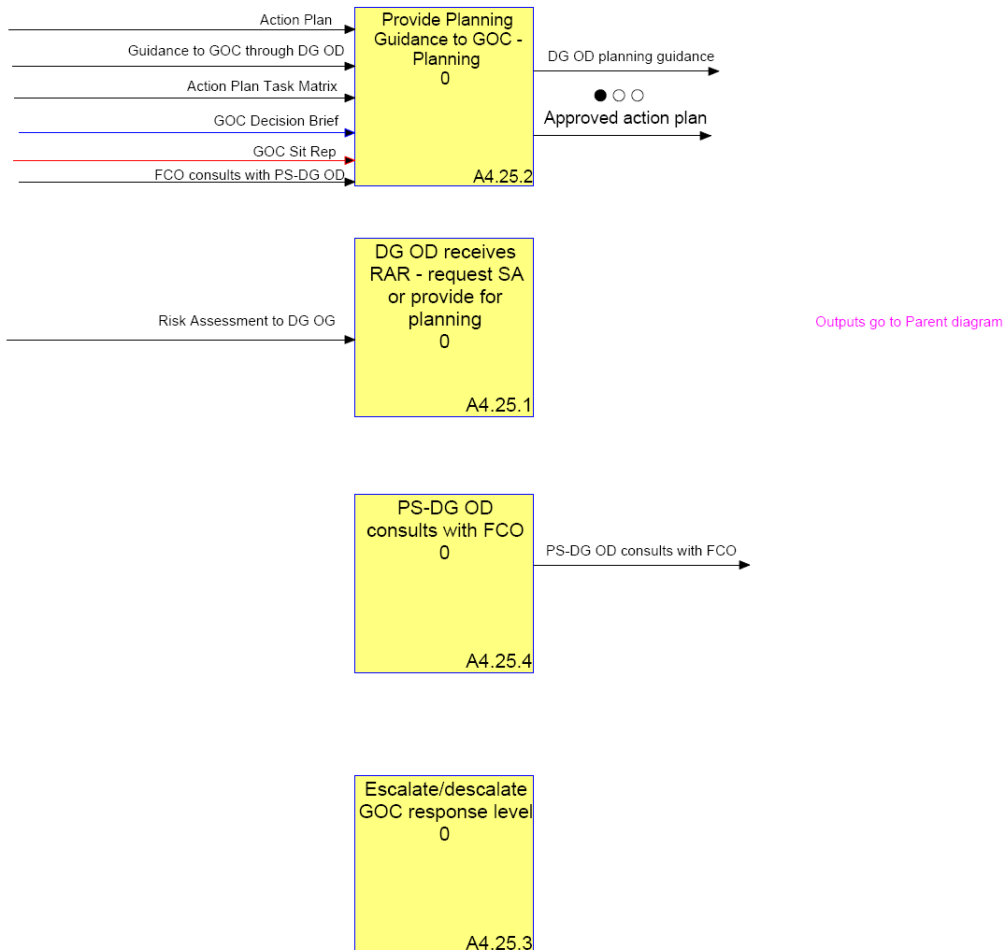 Action Plan
Guidance to GOC through DG OD
Action Plan Task Matrix
GOC Decision Brief
GOC Sit Rep
FCO consults with PS-DG OD
Provide Planning
Guidance to GOC -
Planning
0
A4.25.2
DG OD planning guidance
Approved action plan
Risk Assessment to DG OG
DG OD receives
RAR - request SA
or provide for
planning
0
A4.25.1
Outputs go to Parent diagram
PS-DG OD
consults with FCO
0
A4.25.4
PS-DG OD consults with FCO
Escalate/descalate
GOC response level
0
A4.25.3